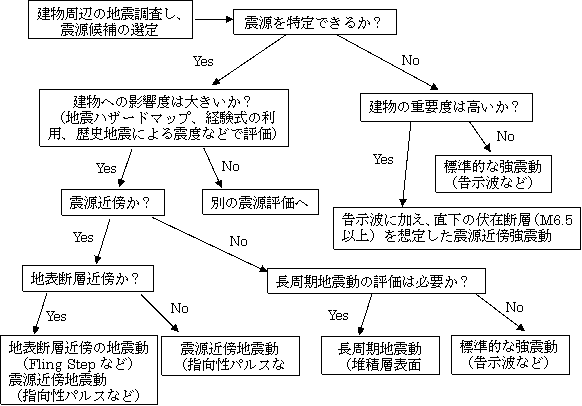 建物周辺の地震調査し、
震源候補の選定
震源を特定できるか？
Yes
No
建物への影響度は大きいか？
（地震ハザードマップ、経験式の利
用、歴史地震による震度などで評価）
建物の重要度は高いか？
Yes
No
Yes
No
標準的な強震動
（告示波など）
震源近傍か？
別の震源評価へ
告示波に加え、直下の伏在断層（M6.5
以上）を想定した震源近傍強震動
Yes
No
地表断層近傍か？
長周期地震動の評価は必要か？
Yes
No
Yes
No
地表断層近傍の地震動
（Fling Step など）
震源近傍地震動
（指向性パルスなど）
震源近傍地震動
（指向性パルスな
長周期地震動
（堆積層表面
標準的な強震動
（告示波など）